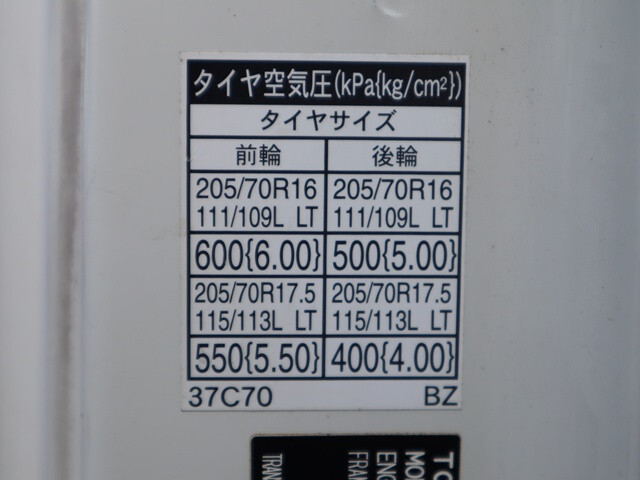 タイヤ空気圧(kPa{kg/cm²})
タイヤサイズ
前輪 後輪
205/70R16 205/70R16
111/109L LT 111/109L LT
600{6.00} 500{5.00}
205/70R17.5 205/70R17.5
115/113L LT 115/113L LT
550{5.50} 400{4.00}
37C70 BZ